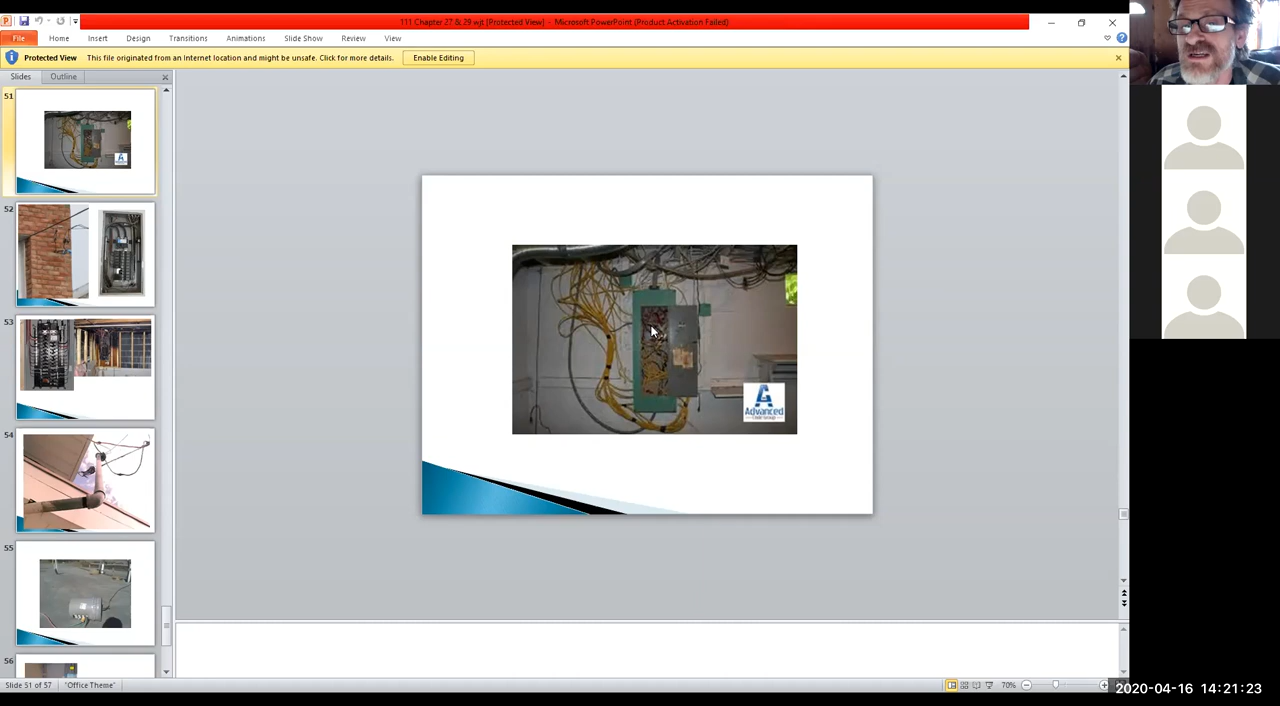 111 Chapter 27 & 29 wjt [Protected View] - Microsoft PowerPoint (Product Activation Failed)
File Home Insert Design Transitions Animations Slide Show Review View
Protected View This file originated from an Internet location and might be unsafe. Click for more details. Enable Editing
Slides Outline
51
52
53
54
55
56
Advanced
Slide 51 of 57 "Office Theme" 70%
2020-04-16 14:21:23